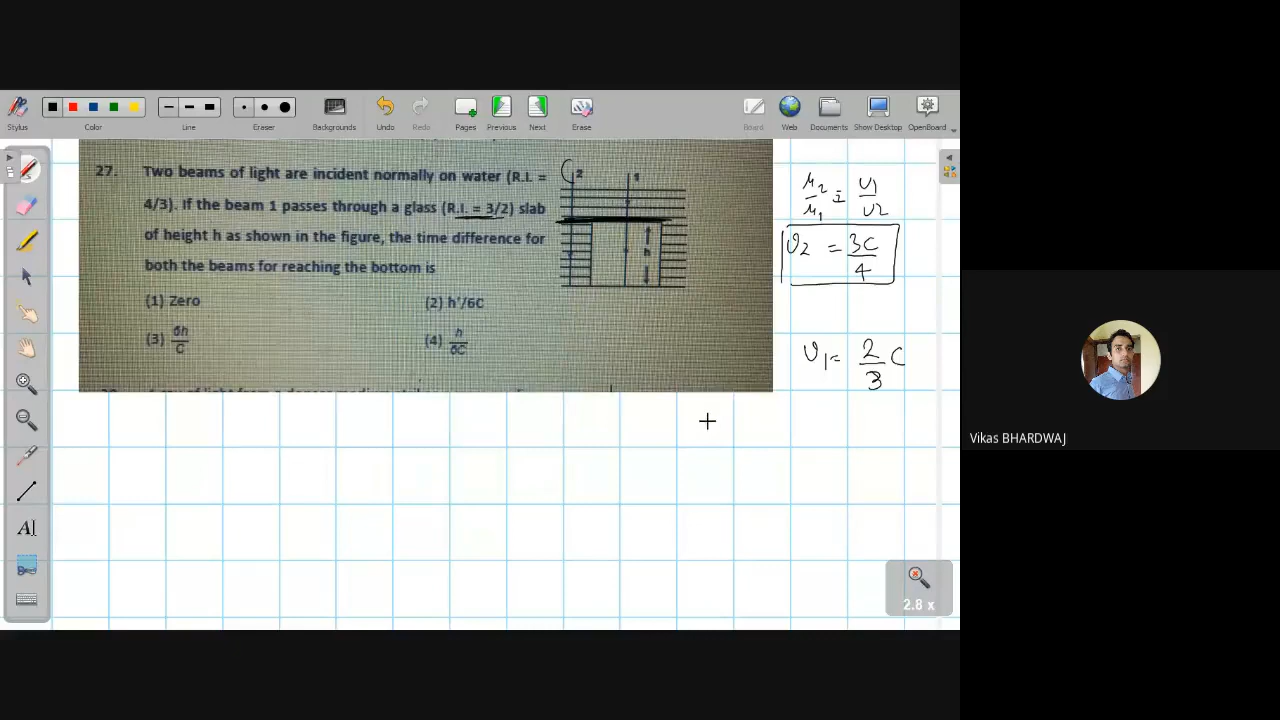 Stylus
Color
Line
Eraser
Backgrounds
Undo
Redo
Pages
Previous
Next
Erase
Board
Web
Documents
Show Desktop
OpenBoard
27. Two beams of light are incident normally on water (R.I. =
4/3). If the beam 1 passes through a glass (R.I. = 3/2) slab
of height h as shown in the figure, the time difference for
both the beams for reaching the bottom is
(1) Zero
(2) h'/6C
(3) 6h/C
(4) h/6C
2
1
h
μ2/μ1 = υ1/υ2
υ2 = 3C/4
υ1 = 2/3 C
Vikas BHARDWAJ
2.8 x